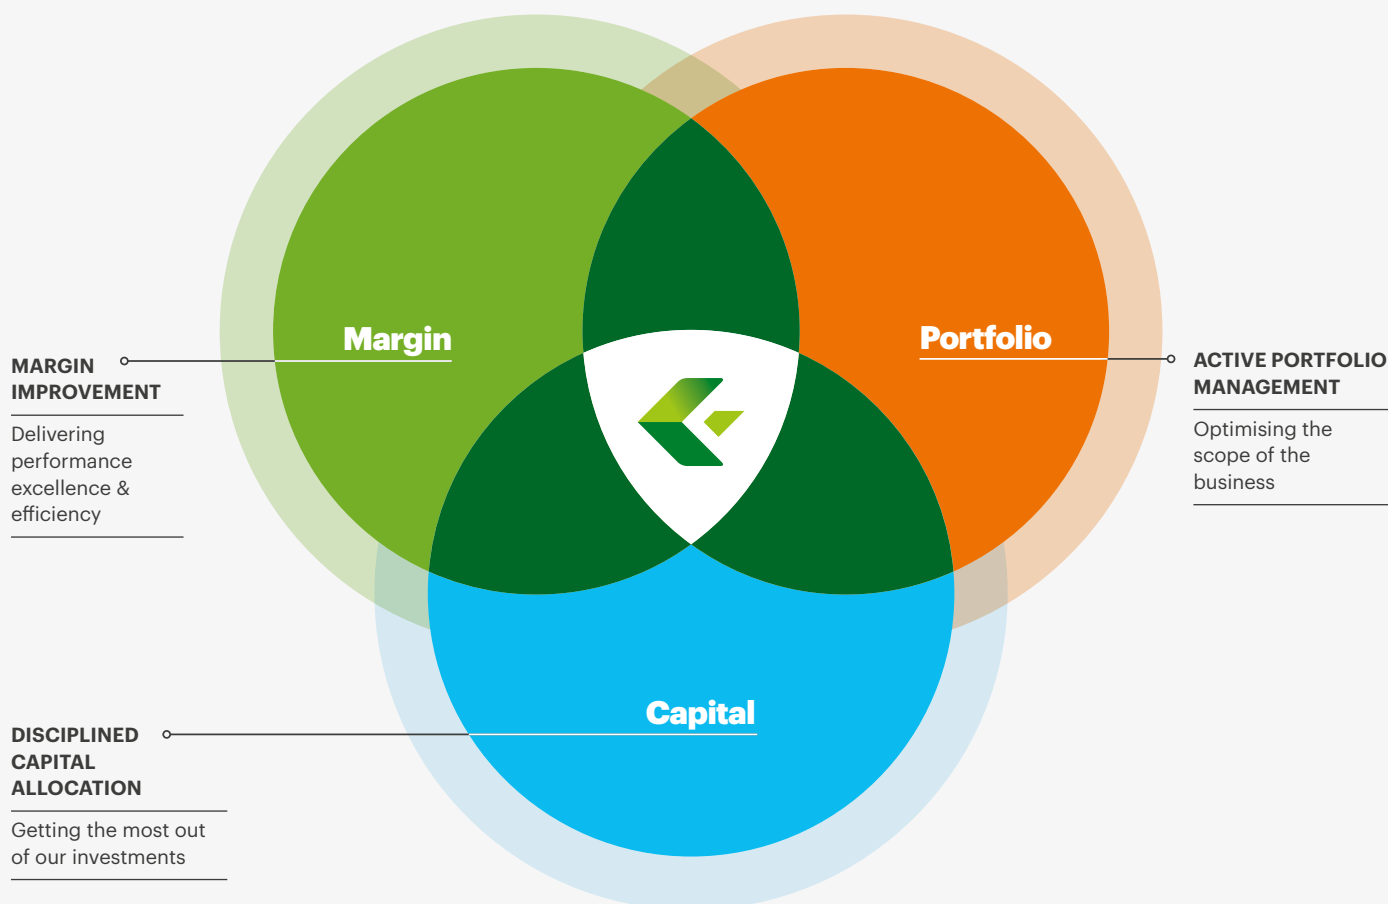 Margin
Portfolio
MARGIN
IMPROVEMENT
Delivering
performance
excellence &
efficiency
ACTIVE PORTFOLIO
MANAGEMENT
Optimising the
scope of the
business
Capital
DISCIPLINED
CAPITAL
ALLOCATION
Getting the most out
of our investments